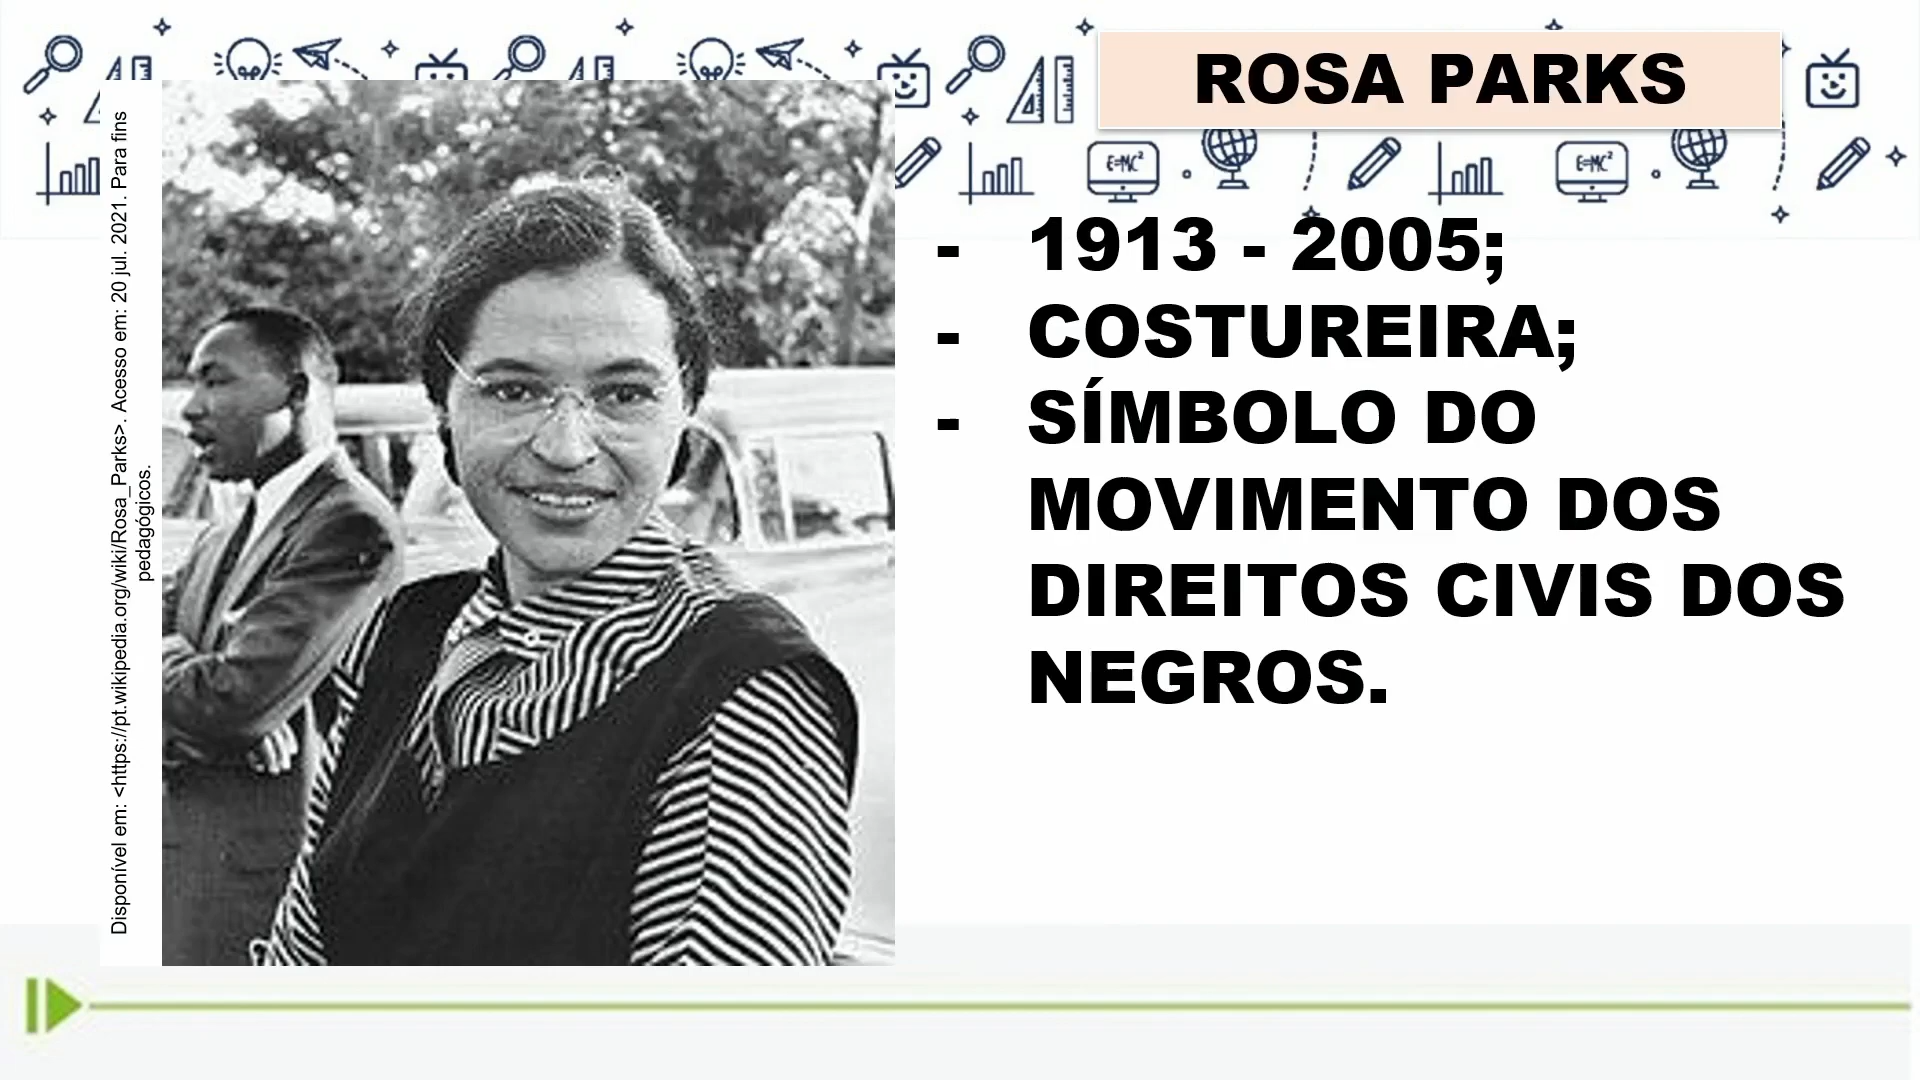 ROSA PARKS
E=MC²
E=MC²
Disponível em: <https://pt.wikipedia.org/wiki/Rosa_Parks>. Acesso em: 20 jul. 2021. Para fins
pedagógicos.
- 1913 - 2005;
- COSTUREIRA;
- SÍMBOLO DO
MOVIMENTO DOS
DIREITOS CIVIS DOS
NEGROS.